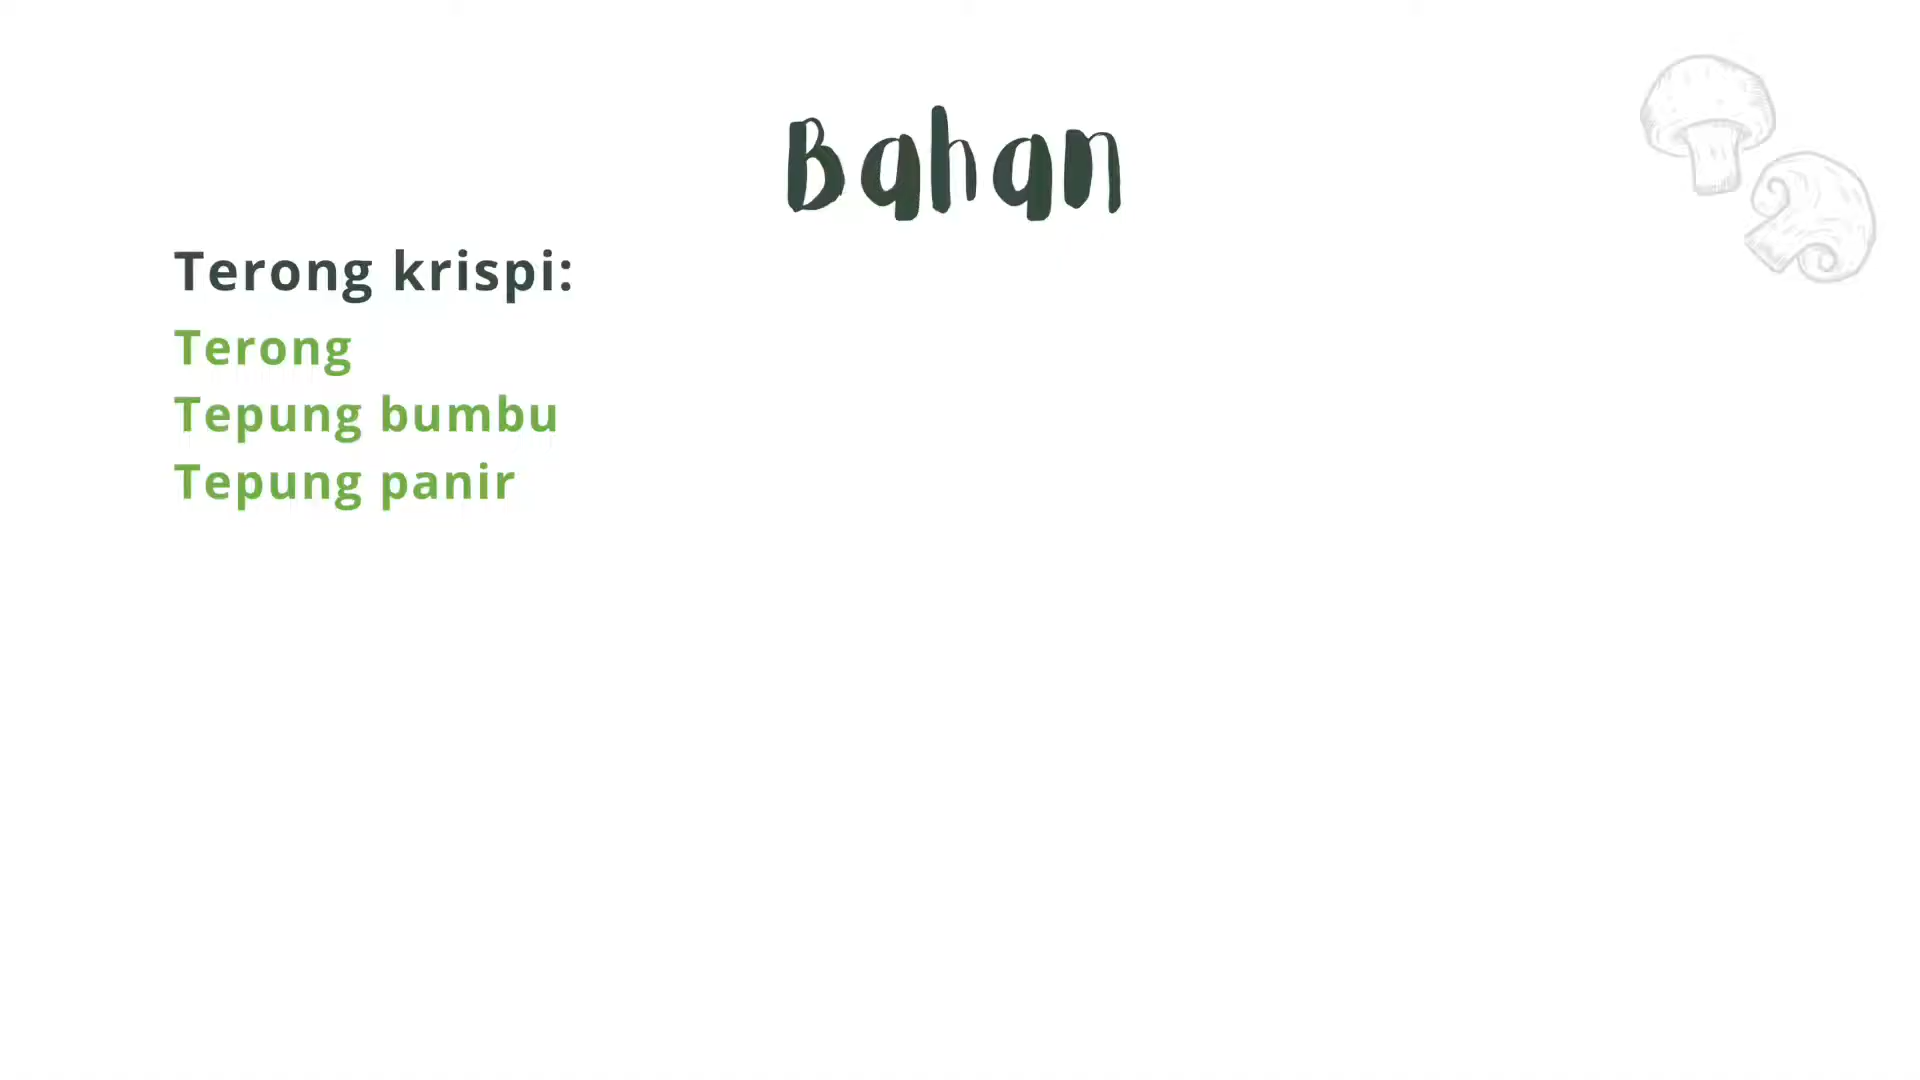 Bahan
Terong krispi:
Terong
Tepung bumbu
Tepung panir